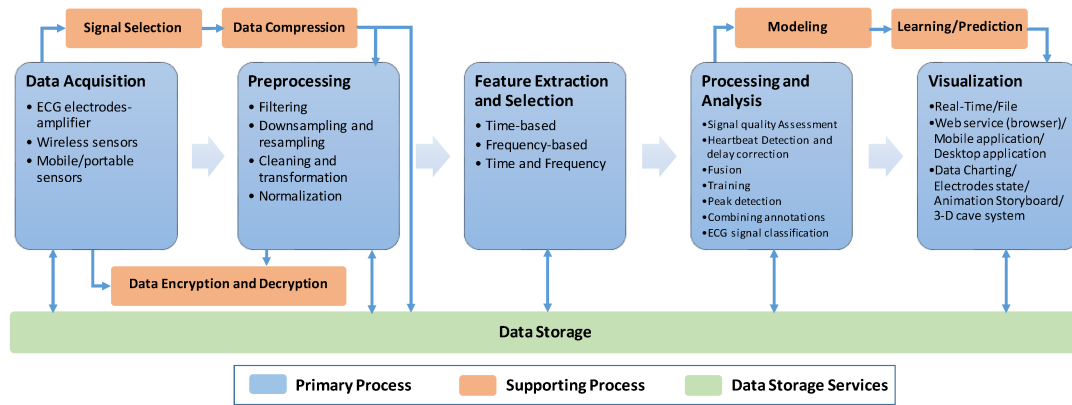 Signal Selection
Data Compression
Modeling
Learning/Prediction
Data Acquisition
• ECG electrodes-
amplifier
• Wireless sensors
• Mobile/portable
sensors
Preprocessing
• Filtering
• Downsampling and
resampling
• Cleaning and
transformation
• Normalization
Feature Extraction
and Selection
• Time-based
• Frequency-based
• Time and Frequency
Processing and
Analysis
• Signal quality Assessment
• Heartbeat Detection and
delay correction
• Fusion
• Training
• Peak detection
• Combining annotations
• ECG signal classification
Visualization
• Real-Time/File
• Web service (browser)/
Mobile application/
Desktop application
• Data Charting/
Electrodes state/
Animation Storyboard/
3-D cave system
Data Encryption and Decryption
Data Storage
Primary Process
Supporting Process
Data Storage Services